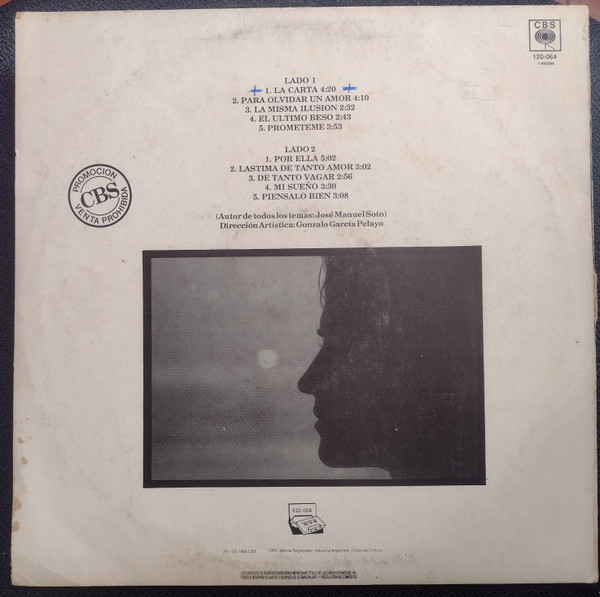 CBS
120-064
LADO 1
1. LA CARTA 4:20
2. PARA OLVIDAR UN AMOR 4:10
3. LA MISMA ILUSION 2:32
4. EL ULTIMO BESO 2:43
5. PROMETEME 3:53
LADO 2
1. POR ELLA 5:02
2. LASTIMA DE TANTO AMOR 3:02
3. DE TANTO VAGAR 2:56
4. MI SUEÑO 3:30
5. PIENSALO BIEN 3:08
PROMOCION
CBS
VENTA PROHIBIDA
(Autor de todos los temas: José Manuel Soto)
Dirección Artística: Gonzalo García Pelayo
620-064
Industria Argentina